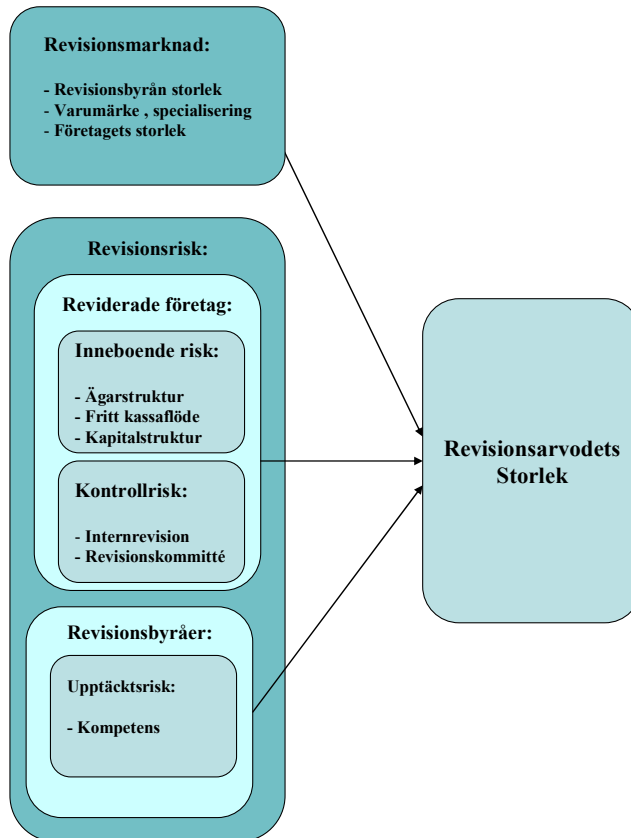 Revisionsmarknad:
- Revisionsbyrån storlek
- Varumärke , specialisering
- Företagets storlek
Revisionsrisk:
Reviderade företag:
Inneboende risk:
- Ägarstruktur
- Fritt kassaflöde
- Kapitalstruktur
Kontrollrisk:
- Internrevision
- Revisionskommitté
Revisionsbyråer:
Upptäcktsrisk:
- Kompetens
Revisionsarvodets
Storlek